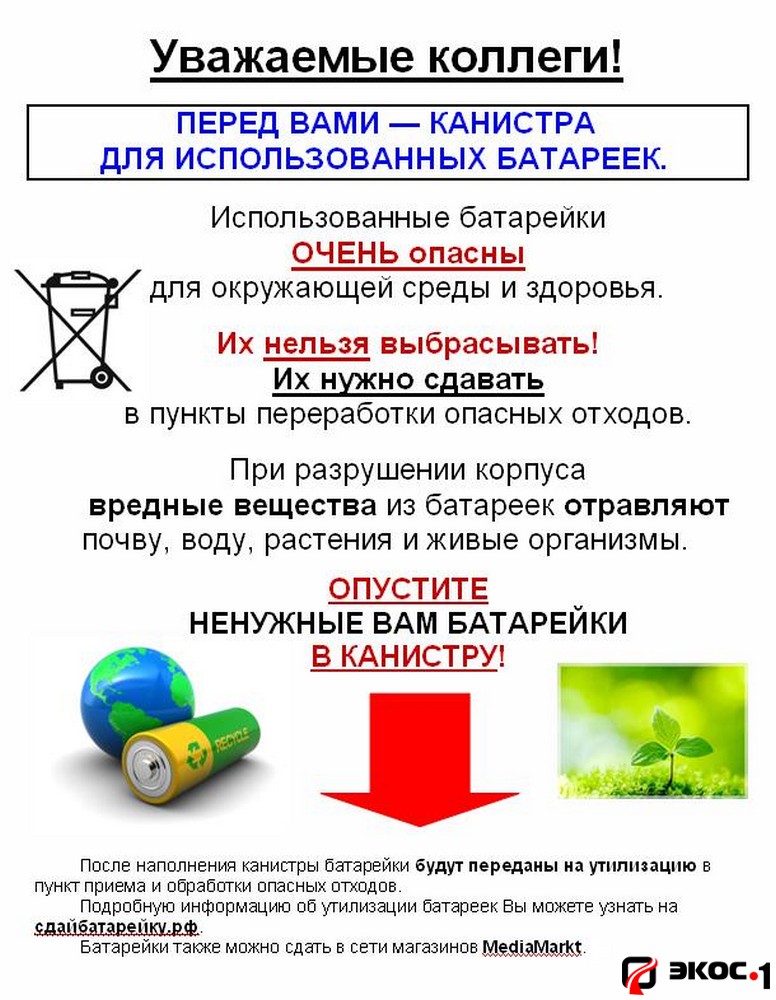 Уважаемые коллеги!
ПЕРЕД ВАМИ — КАНИСТРА
ДЛЯ ИСПОЛЬЗОВАННЫХ БАТАРЕЕК.
Использованные батарейки
ОЧЕНЬ опасны
для окружающей среды и здоровья.
Их нельзя выбрасывать!
Их нужно сдавать
в пункты переработки опасных отходов.
При разрушении корпуса
вредные вещества из батареек отравляют
почву, воду, растения и живые организмы.
ОПУСТИТЕ
НЕНУЖНЫЕ ВАМ БАТАРЕЙКИ
В КАНИСТРУ!
RECYCLE
После наполнения канистры батарейки будут переданы на утилизацию в
пункт приема и обработки опасных отходов.
Подробную информацию об утилизации батареек Вы можете узнать на
сдайбатарейку.рф.
Батарейки также можно сдать в сети магазинов MediaMarkt.
ЭКОС•1